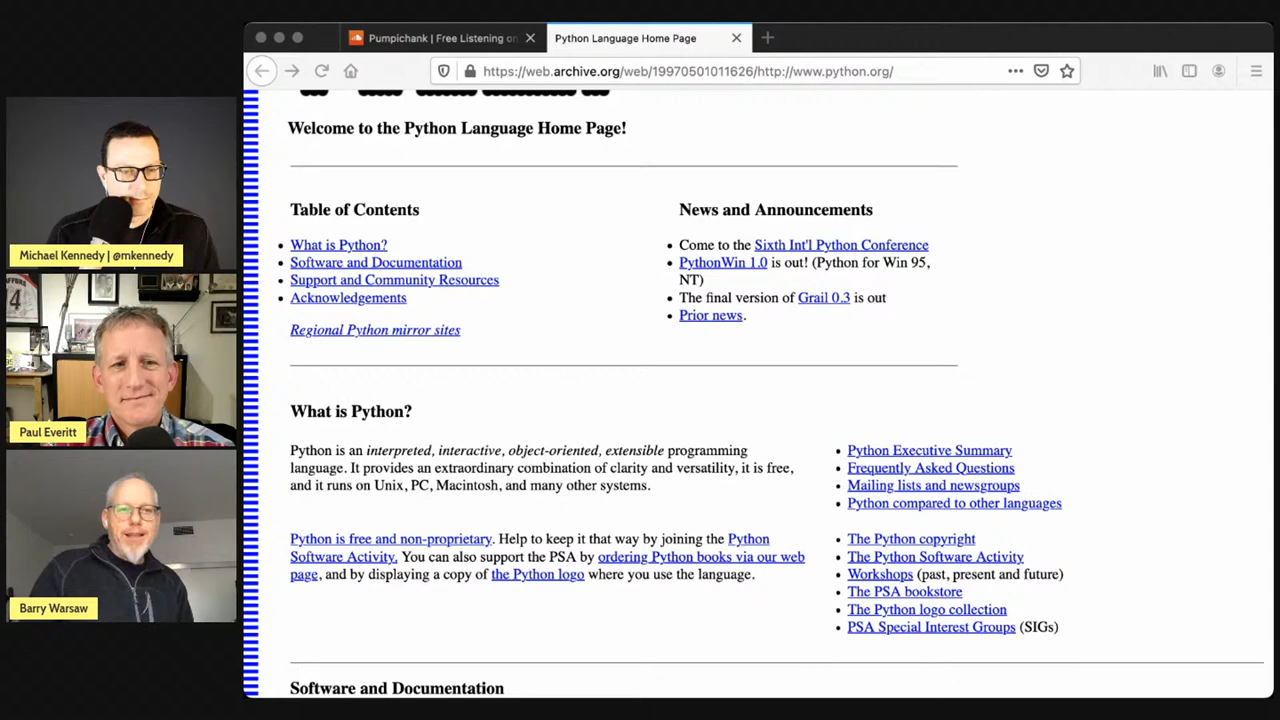 Pumpichank | Free Listening on
Python Language Home Page
https://web.archive.org/web/19970501011626/http://www.python.org/
Welcome to the Python Language Home Page!
Table of Contents
What is Python?
Software and Documentation
Support and Community Resources
Acknowledgements
Regional Python mirror sites
News and Announcements
Come to the Sixth Int'l Python Conference
PythonWin 1.0 is out! (Python for Win 95,
NT)
The final version of Grail 0.3 is out
Prior news.
What is Python?
Python is an interpreted, interactive, object-oriented, extensible programming
language. It provides an extraordinary combination of clarity and versatility, it is free,
and it runs on Unix, PC, Macintosh, and many other systems.
Python Executive Summary
Frequently Asked Questions
Mailing lists and newsgroups
Python compared to other languages
Python is free and non-proprietary. Help to keep it that way by joining the Python
Software Activity. You can also support the PSA by ordering Python books via our web
page, and by displaying a copy of the Python logo where you use the language.
The Python copyright
The Python Software Activity
Workshops (past, present and future)
The PSA bookstore
The Python logo collection
PSA Special Interest Groups (SIGs)
Software and Documentation
Michael Kennedy | @mkennedy
4
Paul Everitt
Barry Warsaw